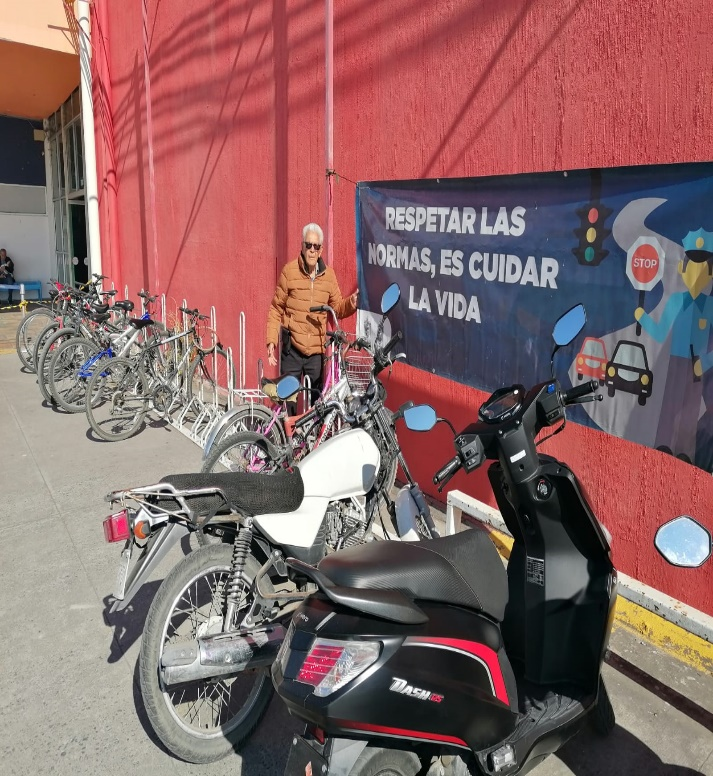 RESPETAR LAS
NORMAS, ES CUIDAR
LA VIDA
STOP
DASH